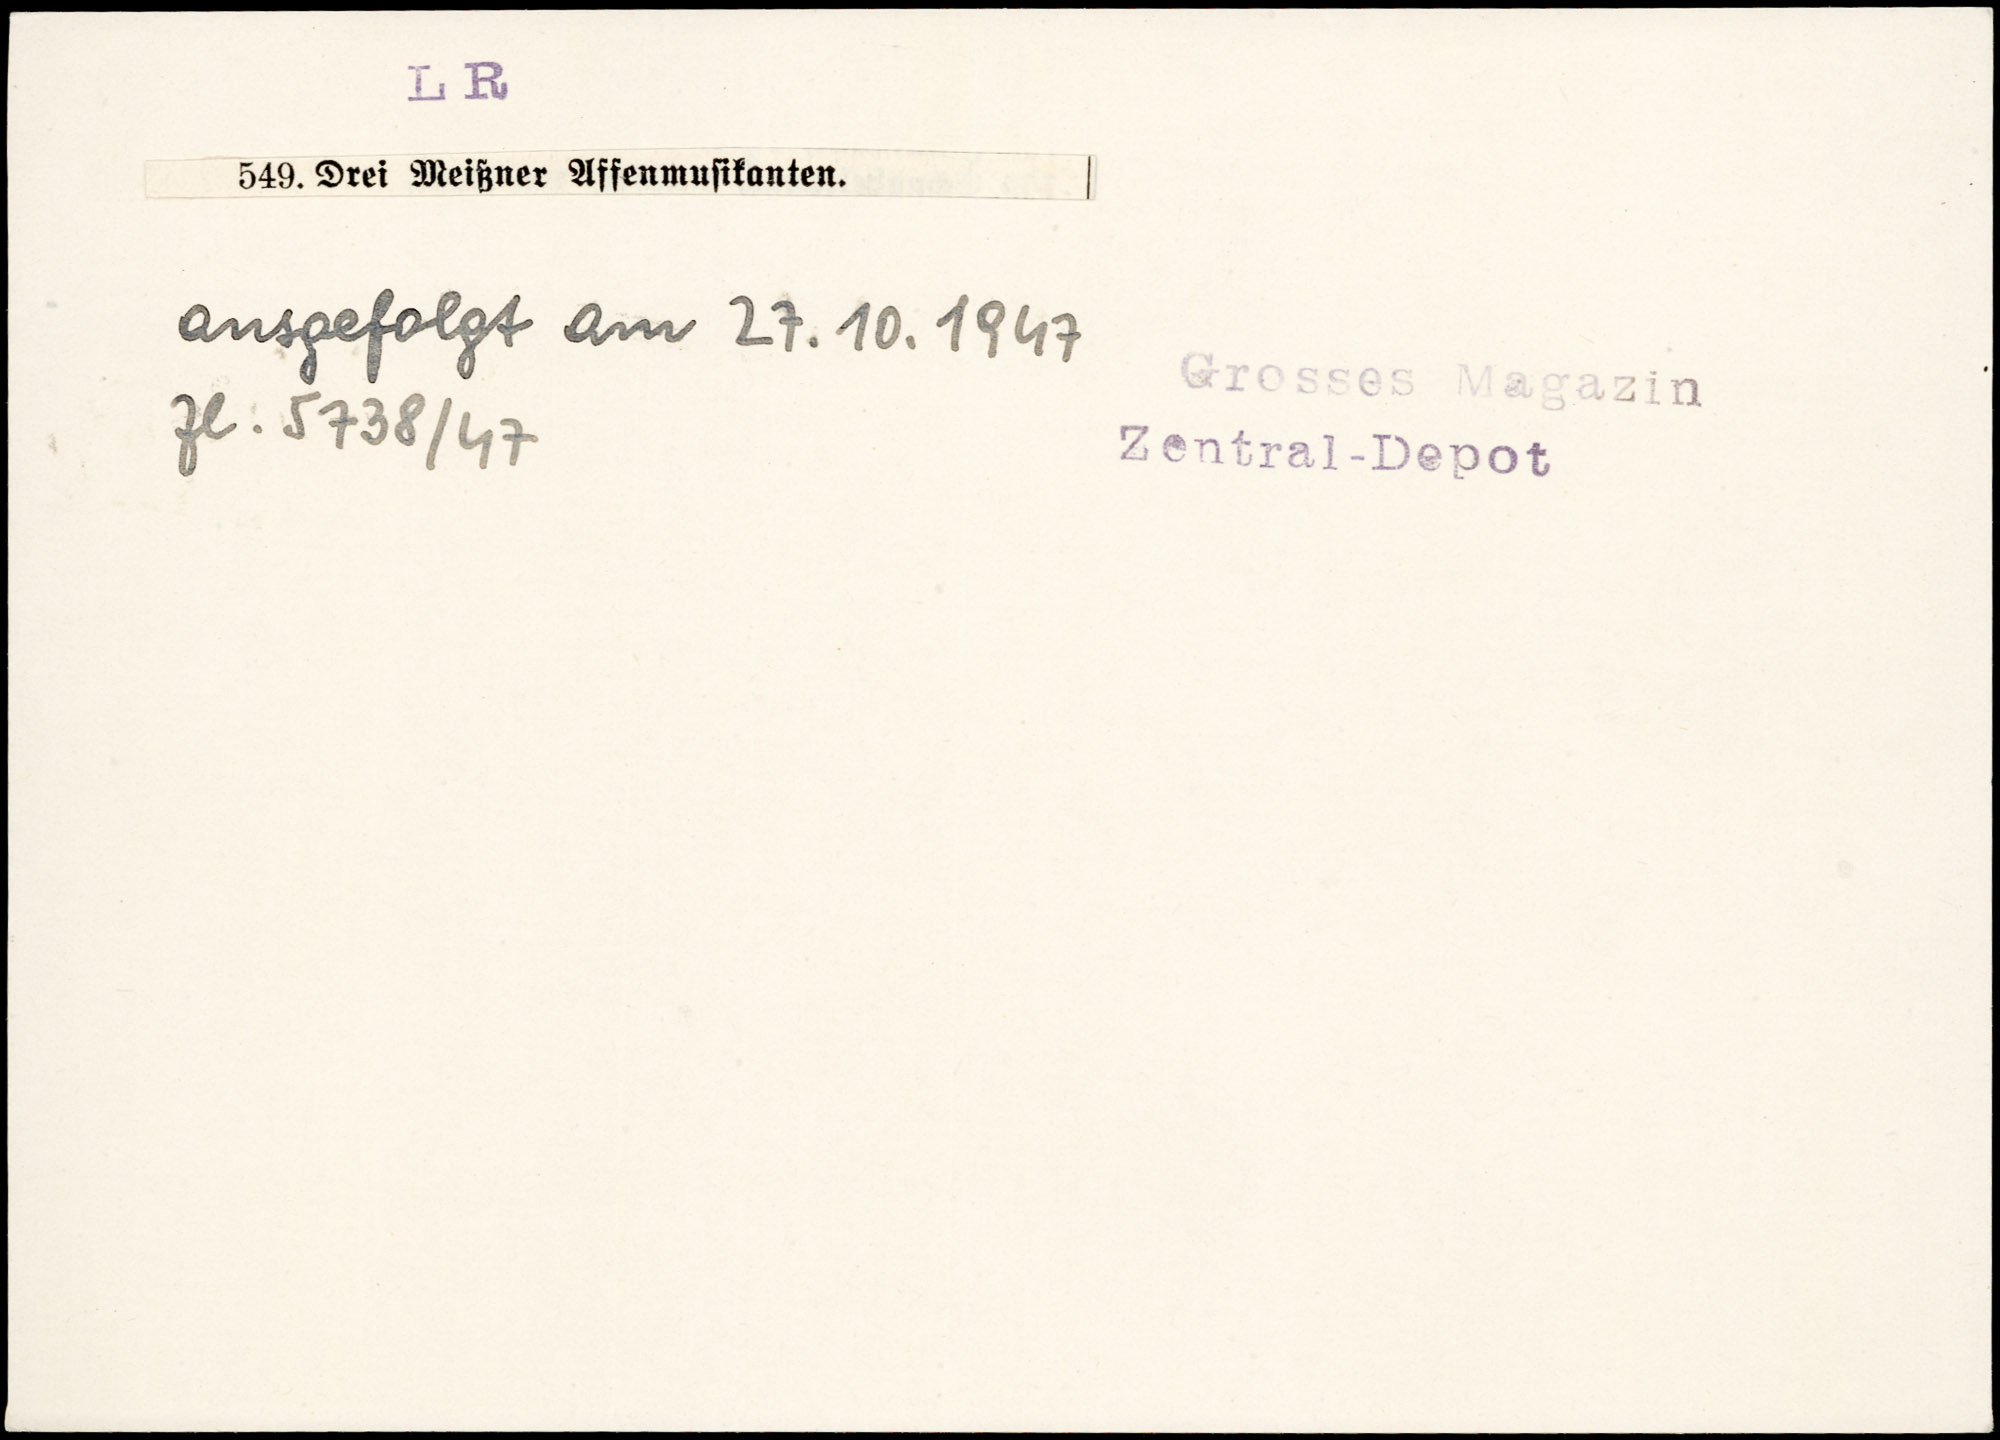 L R
549. Drei Meißner Affenmusikanten.
ausgefolgt am 27. 10. 1947
Zl. 5738/47
Grosses Magazin
Zentral-Depot